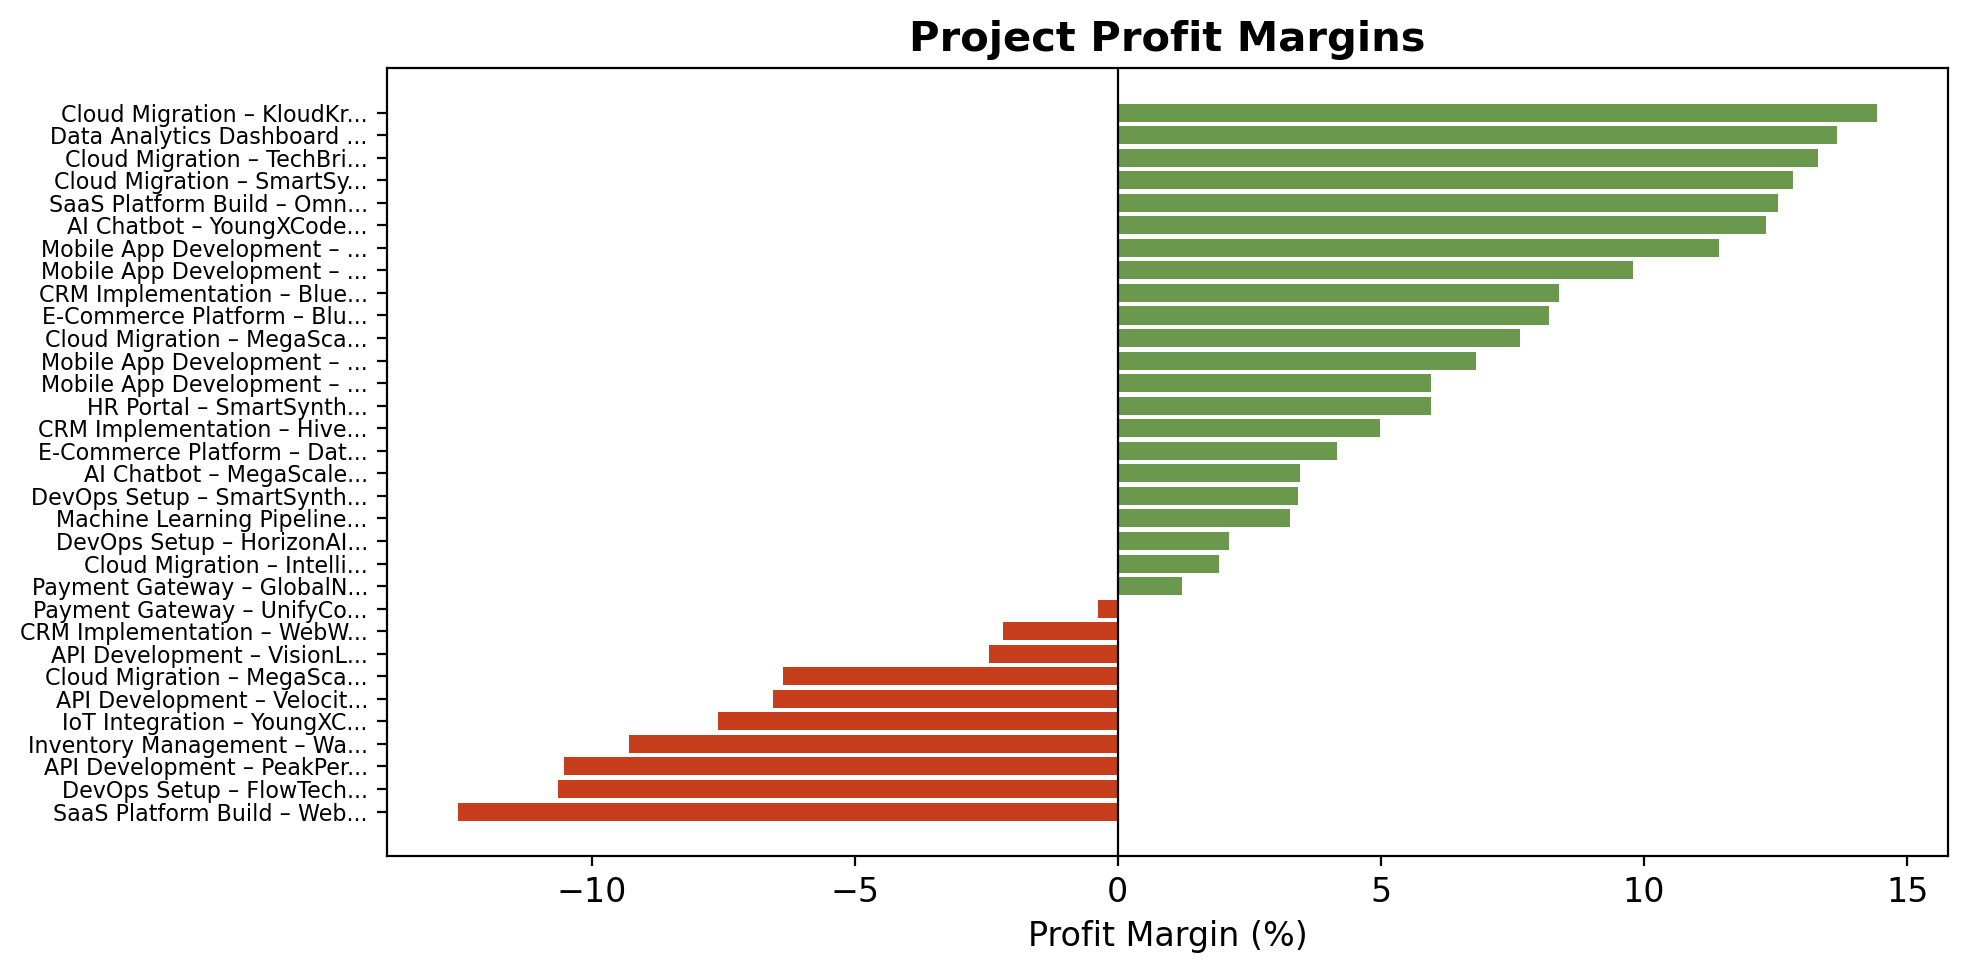 Project Profit Margins
Cloud Migration – KloudKr...
Data Analytics Dashboard ...
Cloud Migration – TechBri...
Cloud Migration – SmartSy...
SaaS Platform Build – Omn...
AI Chatbot – YoungXCode...
Mobile App Development – ...
Mobile App Development – ...
CRM Implementation – Blue...
E-Commerce Platform – Blu...
Cloud Migration – MegaSca...
Mobile App Development – ...
Mobile App Development – ...
HR Portal – SmartSynth...
CRM Implementation – Hive...
E-Commerce Platform – Dat...
AI Chatbot – MegaScale...
DevOps Setup – SmartSynth...
Machine Learning Pipeline...
DevOps Setup – HorizonAI...
Cloud Migration – Intelli...
Payment Gateway – GlobalN...
Payment Gateway – UnifyCo...
CRM Implementation – WebW...
API Development – VisionL...
Cloud Migration – MegaSca...
API Development – Velocit...
IoT Integration – YoungXC...
Inventory Management – Wa...
API Development – PeakPer...
DevOps Setup – FlowTech...
SaaS Platform Build – Web...
−10 −5 0 5 10 15
Profit Margin (%)